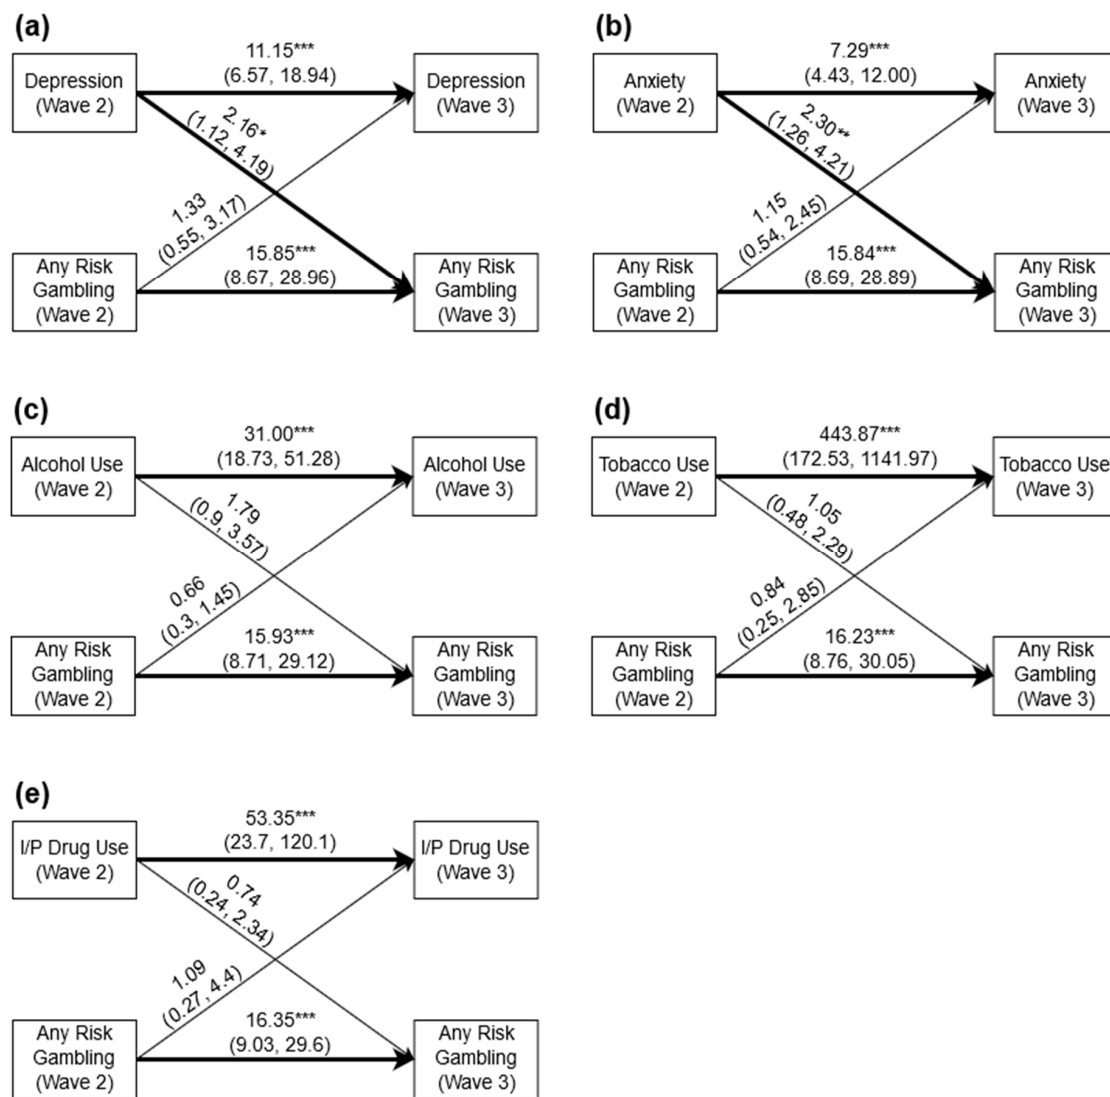 (a)
Depression
(Wave 2)
11.15***
(6.57, 18.94)
Depression
(Wave 3)
2.16*
(1.12, 4.19)
1.33
(0.55, 3.17)
Any Risk
Gambling
(Wave 2)
15.85***
(8.67, 28.96)
Any Risk
Gambling
(Wave 3)
(b)
Anxiety
(Wave 2)
7.29***
(4.43, 12.00)
Anxiety
(Wave 3)
2.30**
(1.26, 4.21)
1.15
(0.54, 2.45)
Any Risk
Gambling
(Wave 2)
15.84***
(8.69, 28.89)
Any Risk
Gambling
(Wave 3)
(c)
Alcohol Use
(Wave 2)
31.00***
(18.73, 51.28)
Alcohol Use
(Wave 3)
1.79
(0.9, 3.57)
0.66
(0.3, 1.45)
Any Risk
Gambling
(Wave 2)
15.93***
(8.71, 29.12)
Any Risk
Gambling
(Wave 3)
(d)
Tobacco Use
(Wave 2)
443.87***
(172.53, 1141.97)
Tobacco Use
(Wave 3)
1.05
(0.48, 2.29)
0.84
(0.25, 2.85)
Any Risk
Gambling
(Wave 2)
16.23***
(8.76, 30.05)
Any Risk
Gambling
(Wave 3)
(e)
I/P Drug Use
(Wave 2)
53.35***
(23.7, 120.1)
I/P Drug Use
(Wave 3)
0.74
(0.24, 2.34)
1.09
(0.27, 4.4)
Any Risk
Gambling
(Wave 2)
16.35***
(9.03, 29.6)
Any Risk
Gambling
(Wave 3)